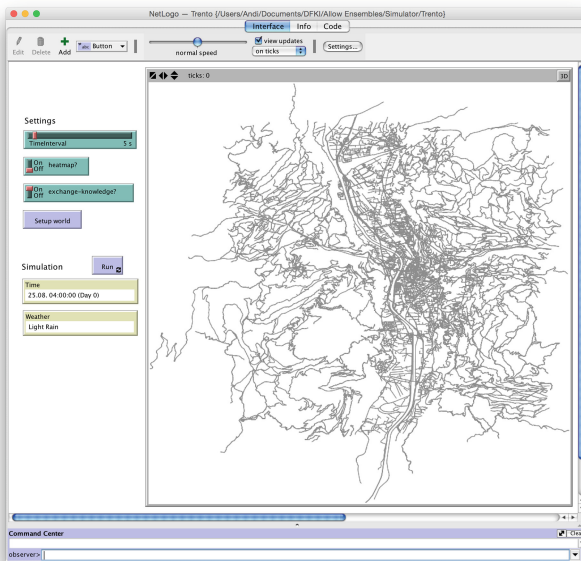 NetLogo — Trento {/Users/Andi/Documents/DFKI/Allow Ensembles/Simulator/Trento}
Interface Info Code
Edit Delete Add
Button
normal speed
view updates
on ticks
Settings...
ticks: 0
3D
Settings
TimeInterval 5 s
On
Off
heatmap?
On
Off
exchange-knowledge?
Setup world
Simulation
Run
Time
25.08. 04:00:00 (Day 0)
Weather
Light Rain
Command Center
Clea
observer>